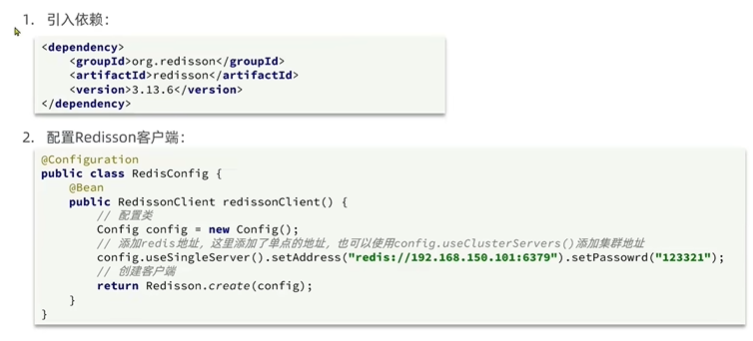 1. 引入依赖：
<dependency>
    <groupId>org.redisson</groupId>
    <artifactId>redisson</artifactId>
    <version>3.13.6</version>
</dependency>
2. 配置Redisson客户端：
@Configuration
public class RedisConfig {
    @Bean
    public RedissonClient redissonClient() {
        // 配置类
        Config config = new Config();
        // 添加redis地址，这里添加了单点的地址，也可以使用config.useClusterServers()添加集群地址
        config.useSingleServer().setAddress("redis://192.168.150.101:6379").setPassowrd("123321");
        // 创建客户端
        return Redisson.create(config);
    }
}